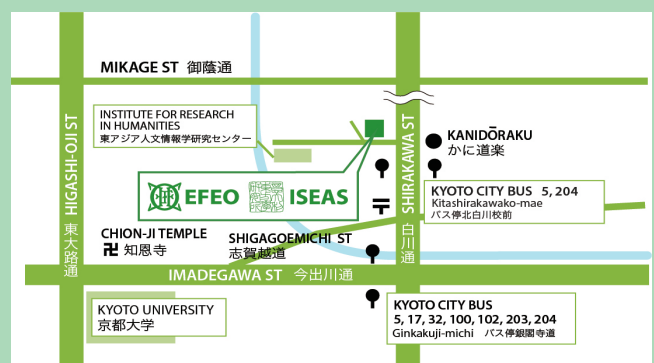 MIKAGE ST 御蔭通
INSTITUTE FOR RESEARCH
IN HUMANITIES
東アジア人文情報学研究センター
HIGASHI-OJI ST 東大路通
SHIRAKAWA ST 白川通
KANIDŌRAKU
かに道楽
EFEO ISEAS
KYOTO CITY BUS 5, 204
Kitashirakawako-mae
バス停北白川校前
CHION-JI TEMPLE
卍 知恩寺
SHIGAGOEMICHI ST
志賀越道
IMADEGAWA ST 今出川通
KYOTO UNIVERSITY
京都大学
KYOTO CITY BUS
5, 17, 32, 100, 102, 203, 204
Ginkakuji-michi バス停銀閣寺道